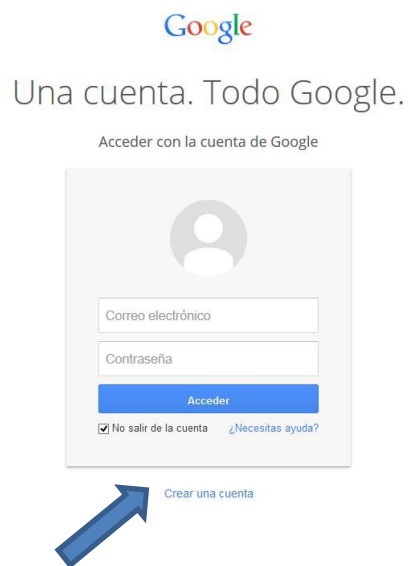 Google
Una cuenta. Todo Google.
Acceder con la cuenta de Google
Correo electrónico
Contraseña
Acceder
No salir de la cuenta ¿Necesitas ayuda?
Crear una cuenta